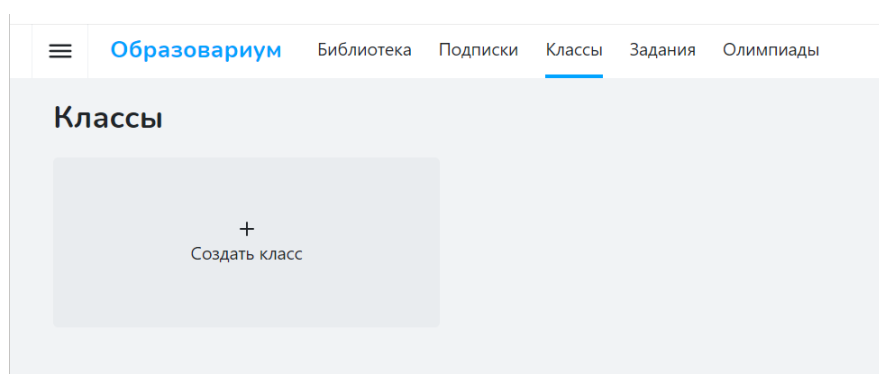 Образовариум Библиотека Подписки Классы Задания Олимпиады
Классы
+
Создать класс